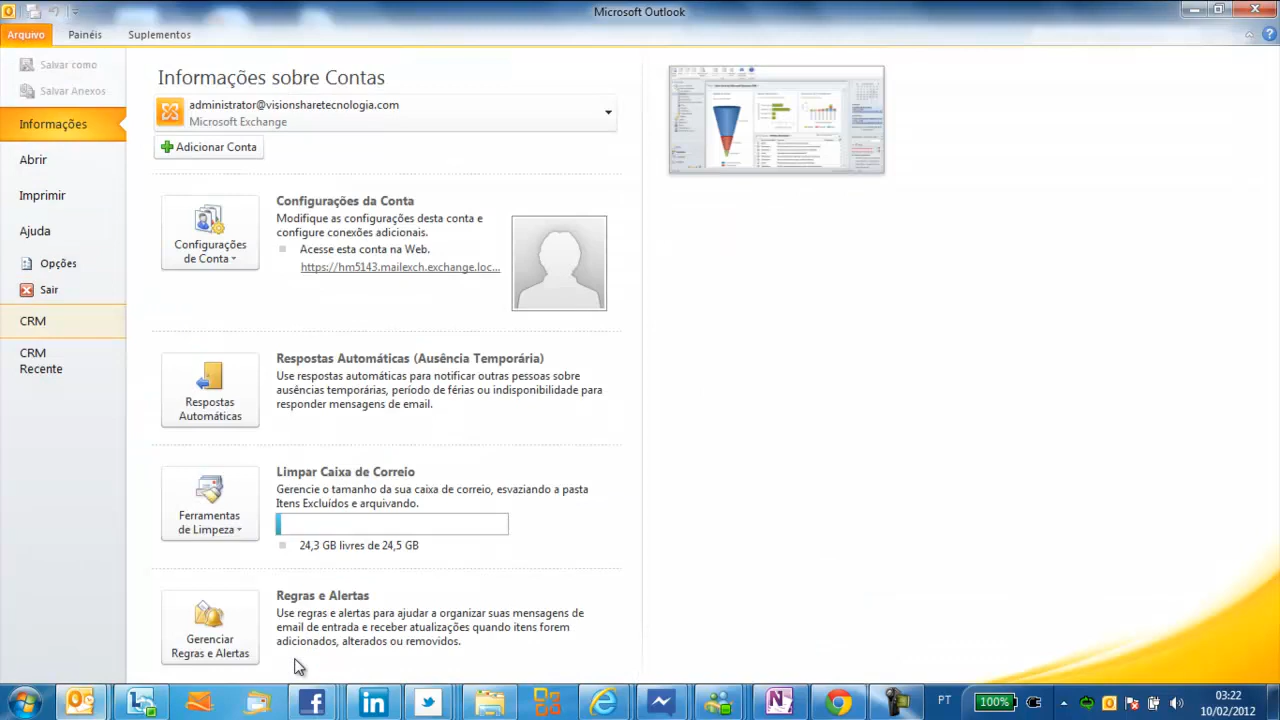 Microsoft Outlook
Arquivo
Painéis
Suplementos
Salvar como
Salvar Anexos
Informações
Abrir
Imprimir
Ajuda
Opções
Sair
CRM
CRM
Recente
Informações sobre Contas
administrator@visionsharetecnologia.com
Microsoft Exchange
Adicionar Conta
Configurações
de Conta
Configurações da Conta
Modifique as configurações desta conta e
configure conexões adicionais.
Acesse esta conta na Web.
https://hm5143.mailexch.exchange.loc...
Respostas
Automáticas
Respostas Automáticas (Ausência Temporária)
Use respostas automáticas para notificar outras pessoas sobre
ausências temporárias, período de férias ou indisponibilidade para
responder mensagens de email.
Ferramentas
de Limpeza
Limpar Caixa de Correio
Gerencie o tamanho da sua caixa de correio, esvaziando a pasta
Itens Excluídos e arquivando.
24,3 GB livres de 24,5 GB
Gerenciar
Regras e Alertas
Regras e Alertas
Use regras e alertas para ajudar a organizar suas mensagens de
email de entrada e receber atualizações quando itens forem
adicionados, alterados ou removidos.
PT
100%
03:22
10/02/2012